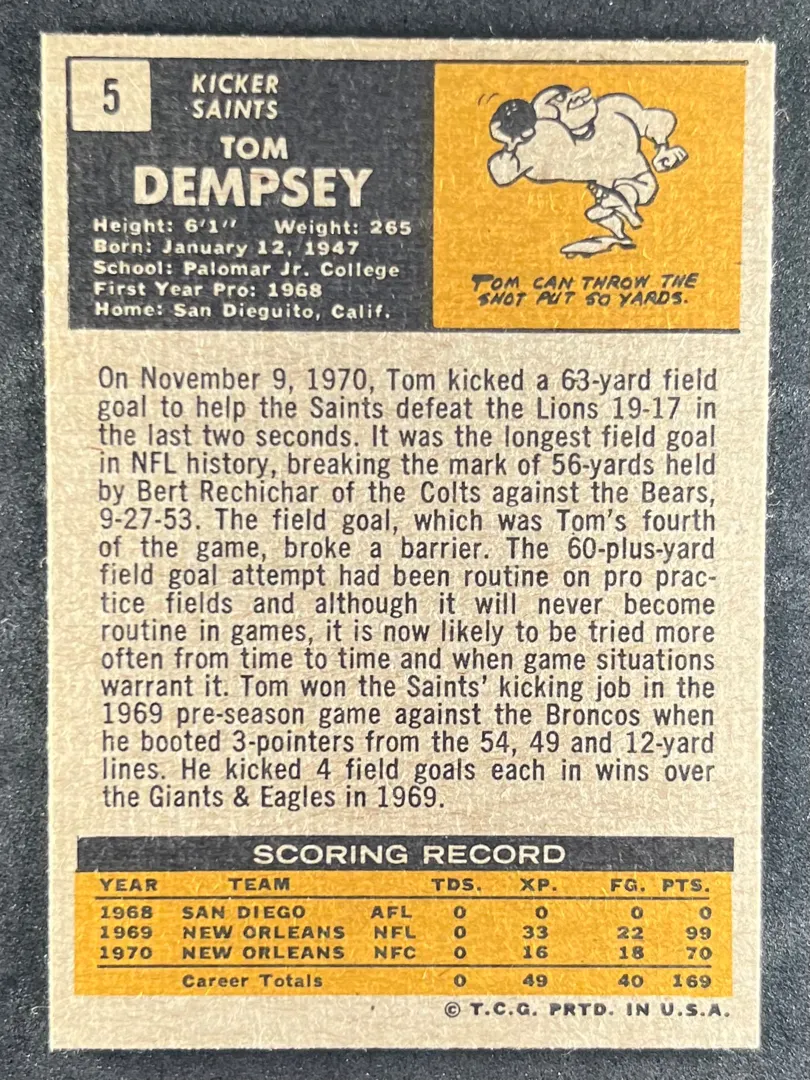 5
KICKER
SAINTS
TOM
DEMPSEY
Height: 6'1" Weight: 265
Born: January 12, 1947
School: Palomar Jr. College
First Year Pro: 1968
Home: San Dieguito, Calif.
TOM CAN THROW THE
SHOT PUT 50 YARDS.
On November 9, 1970, Tom kicked a 63-yard field
goal to help the Saints defeat the Lions 19-17 in
the last two seconds. It was the longest field goal
in NFL history, breaking the mark of 56-yards held
by Bert Rechichar of the Colts against the Bears,
9-27-53. The field goal, which was Tom's fourth
of the game, broke a barrier. The 60-plus-yard
field goal attempt had been routine on pro prac-
tice fields and although it will never become
routine in games, it is now likely to be tried more
often from time to time and when game situations
warrant it. Tom won the Saints' kicking job in the
1969 pre-season game against the Broncos when
he booted 3-pointers from the 54, 49 and 12-yard
lines. He kicked 4 field goals each in wins over
the Giants & Eagles in 1969.
SCORING RECORD
YEAR TEAM TDS. XP. FG. PTS.
1968 SAN DIEGO AFL 0 0 0 0
1969 NEW ORLEANS NFL 0 33 22 99
1970 NEW ORLEANS NFC 0 16 18 70
Career Totals 0 49 40 169
© T.C.G. PRTD. IN U.S.A.